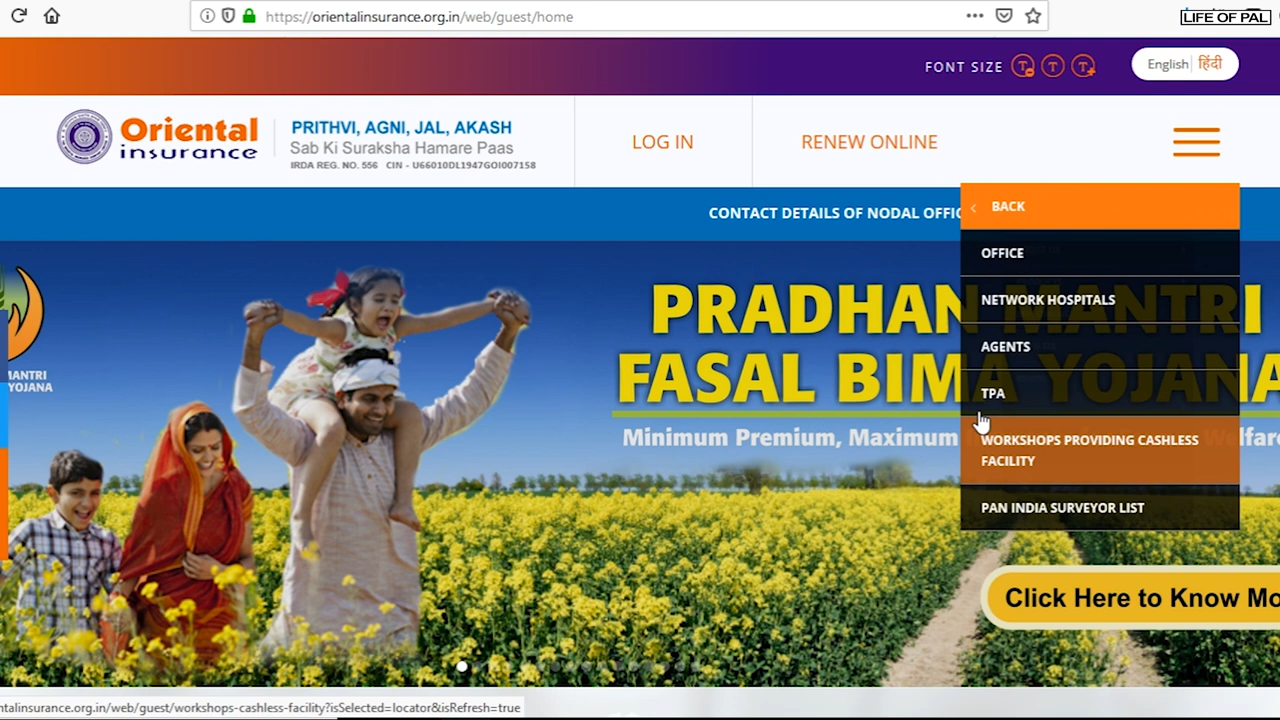 https://orientalinsurance.org.in/web/guest/home
LIFE OF PAL
FONT SIZE
English हिंदी
Oriental
insurance
PRITHVI, AGNI, JAL, AKASH
Sab Ki Suraksha Hamare Paas
IRDA REG. NO. 556 CIN - U66010DL1947GOI007158
LOG IN
RENEW ONLINE
CONTACT DETAILS OF NODAL
BACK
OFFICE
NETWORK HOSPITALS
AGENTS
TPA
WORKSHOPS PROVIDING CASHLESS
FACILITY
PAN INDIA SURVEYOR LIST
MANTRI
YOJANA
PRADHAN MANTRI
FASAL BIMA YOJANA
Minimum Premium, Maximum
Click Here to Know Mo
ntalinsurance.org.in/web/guest/workshops-cashless-facility?isSelected=locator&isRefresh=true